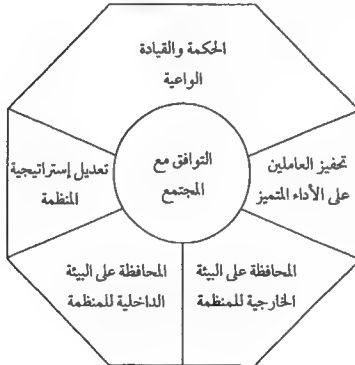 الحكمة والقيادة
الواعية
تحفيز العاملين
على الأداء المتميز
التوافق مع
المجتمع
تعديل إستراتيجية
المنظمة
المحافظة على البيئة
الخارجية للمنظمة
المحافظة على البيئة
الداخلية للمنظمة